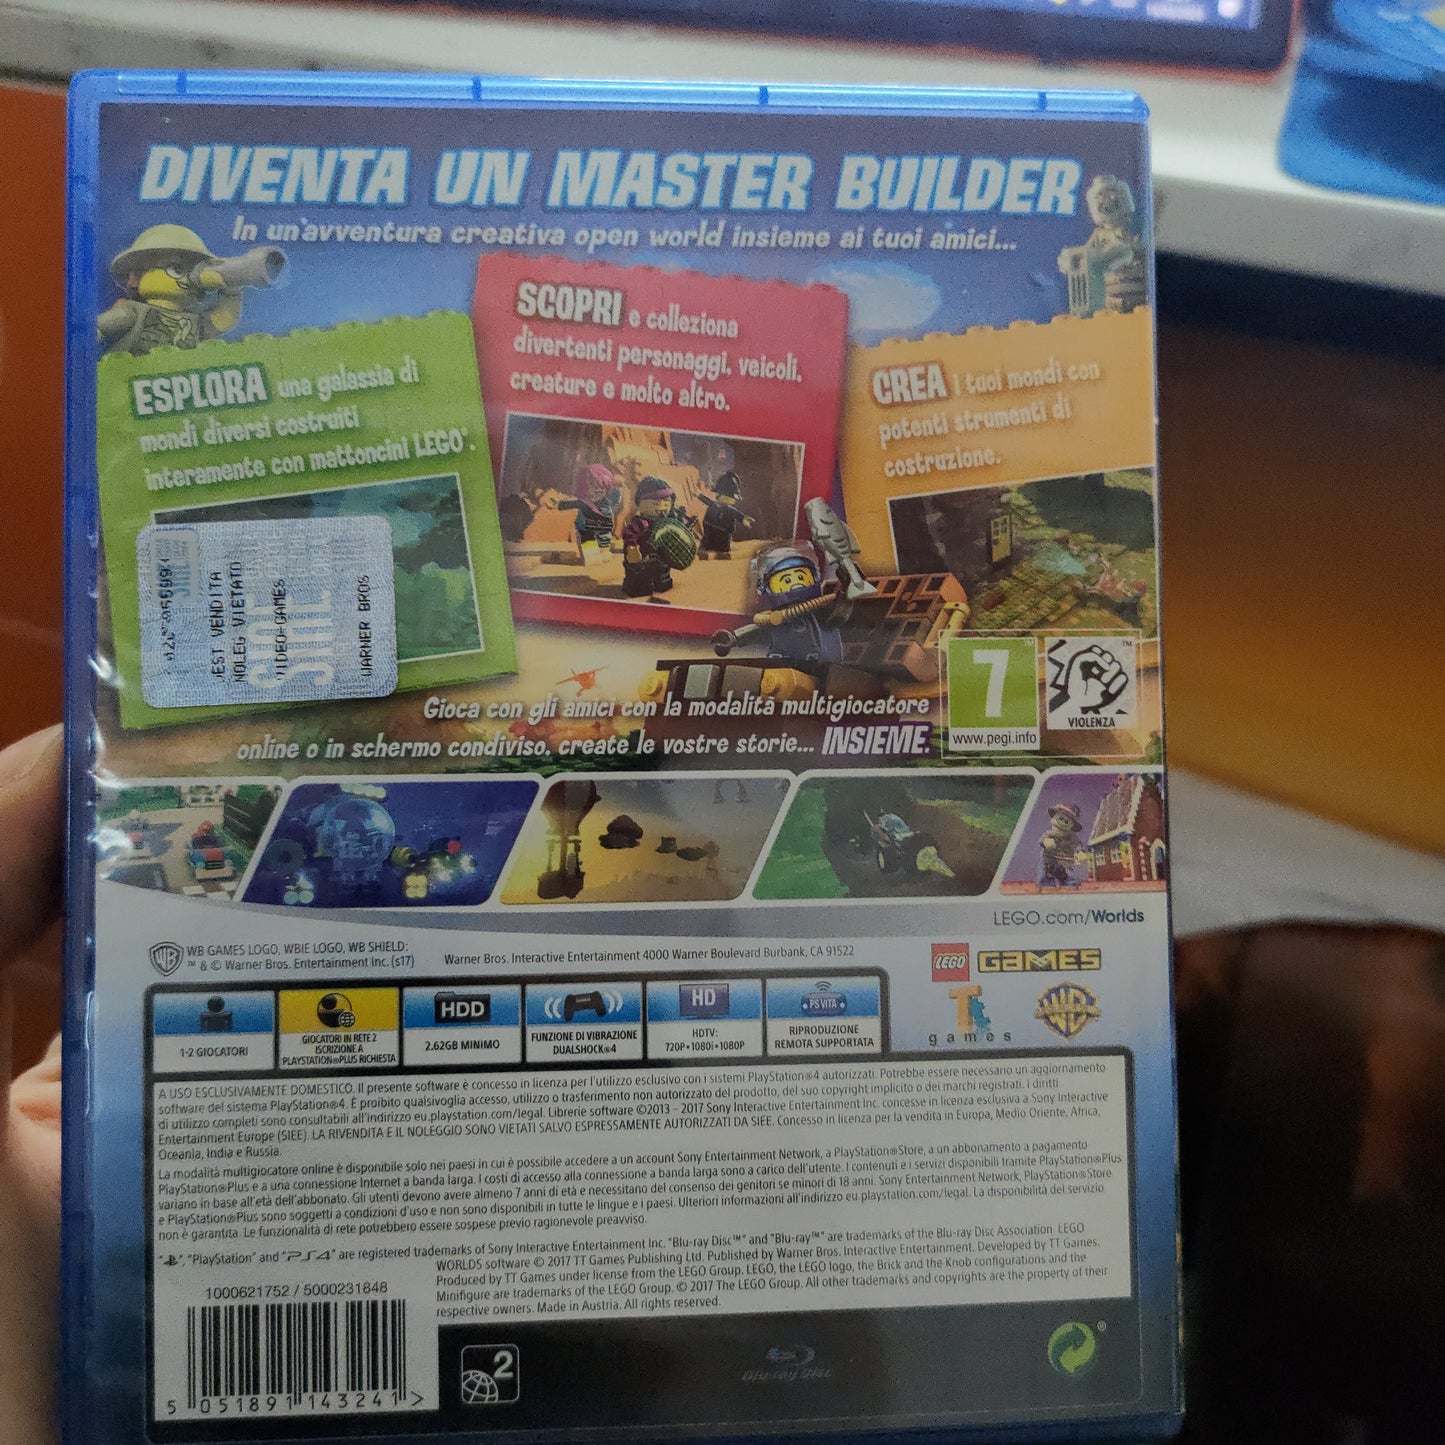 DIVENTA UN MASTER BUILDER
In un'avventura creativa open world insieme ai tuoi amici...
ESPLORA una galassia di
mondi diversi costruiti
interamente con mattoncini LEGO®.
SCOPRI e colleziona
divertenti personaggi, veicoli,
creature e molto altro.
CREA i tuoi mondi con
potenti strumenti di
costruzione.
VENDITA
NOLEG VIETATO
VIDEO-GAMES
WARNER BROS
SIAE
Gioca con gli amici con la modalità multigiocatore
online o in schermo condiviso, create le vostre storie... INSIEME.
7
www.pegi.info
VIOLENZA
LEGO.com/Worlds
WB GAMES LOGO, WBIE LOGO, WB SHIELD:
™ & © Warner Bros. Entertainment Inc. (s17)
Warner Bros. Interactive Entertainment 4000 Warner Boulevard Burbank, CA 91522
LEGO GAMES
games
WB
1-2 GIOCATORI
GIOCATORI IN RETE 2
ISCRIZIONE A
PLAYSTATION®PLUS RICHIESTA
HDD
2.62GB MINIMO
FUNZIONE DI VIBRAZIONE
DUALSHOCK®4
HD
HDTV:
720P•1080i•1080P
PS VITA
RIPRODUZIONE
REMOTA SUPPORTATA
A USO ESCLUSIVAMENTE DOMESTICO. Il presente software è concesso in licenza per l'utilizzo esclusivo con i sistemi PlayStation®4 autorizzati. Potrebbe essere necessario un aggiornamento
software del sistema PlayStation®4. È proibito qualsivoglia accesso, utilizzo o trasferimento non autorizzato del prodotto, del suo copyright implicito o dei marchi registrati. I diritti
di utilizzo completi sono consultabili all'indirizzo eu.playstation.com/legal. Librerie software ©2013 - 2017 Sony Interactive Entertainment Inc. concesse in licenza esclusiva a Sony Interactive
Entertainment Europe (SIEE). LA RIVENDITA E IL NOLEGGIO SONO VIETATI SALVO ESPRESSAMENTE AUTORIZZATI DA SIEE. Concesso in licenza per la vendita in Europa, Medio Oriente, Africa,
Oceania, India e Russia.
La modalità multigiocatore online è disponibile solo nei paesi in cui è possibile accedere a un account Sony Entertainment Network, a PlayStation®Store, a un abbonamento a pagamento
PlayStation®Plus e a una connessione Internet a banda larga. I costi di accesso alla connessione a banda larga sono a carico dell'utente. I contenuti e i servizi disponibili tramite PlayStation®Plus
variano in base all'età dell'abbonato. Gli utenti devono avere almeno 7 anni di età e necessitano del consenso dei genitori se minori di 18 anni. Sony Entertainment Network, PlayStation®Store
e PlayStation®Plus sono soggetti a condizioni d'uso e non sono disponibili in tutte le lingue e i paesi. Ulteriori informazioni all'indirizzo eu.playstation.com/legal. La disponibilità del servizio
non è garantita. Le funzionalità di rete potrebbero essere sospese previo ragionevole preavviso.
"PlayStation" and "PS4" are registered trademarks of Sony Interactive Entertainment Inc. "Blu-ray Disc™" and "Blu-ray™" are trademarks of the Blu-ray Disc Association. LEGO
WORLDS software © 2017 TT Games Publishing Ltd. Published by Warner Bros. Interactive Entertainment. Developed by TT Games.
Produced by TT Games under license from the LEGO Group. LEGO, the LEGO logo, the Brick and the Knob configurations and the
Minifigure are trademarks of the LEGO Group. © 2017 The LEGO Group. All other trademarks and copyrights are the property of their
respective owners. Made in Austria. All rights reserved.
1000621752 / 5000231848
5 051891 143241 >
2
Blu-ray Disc
®